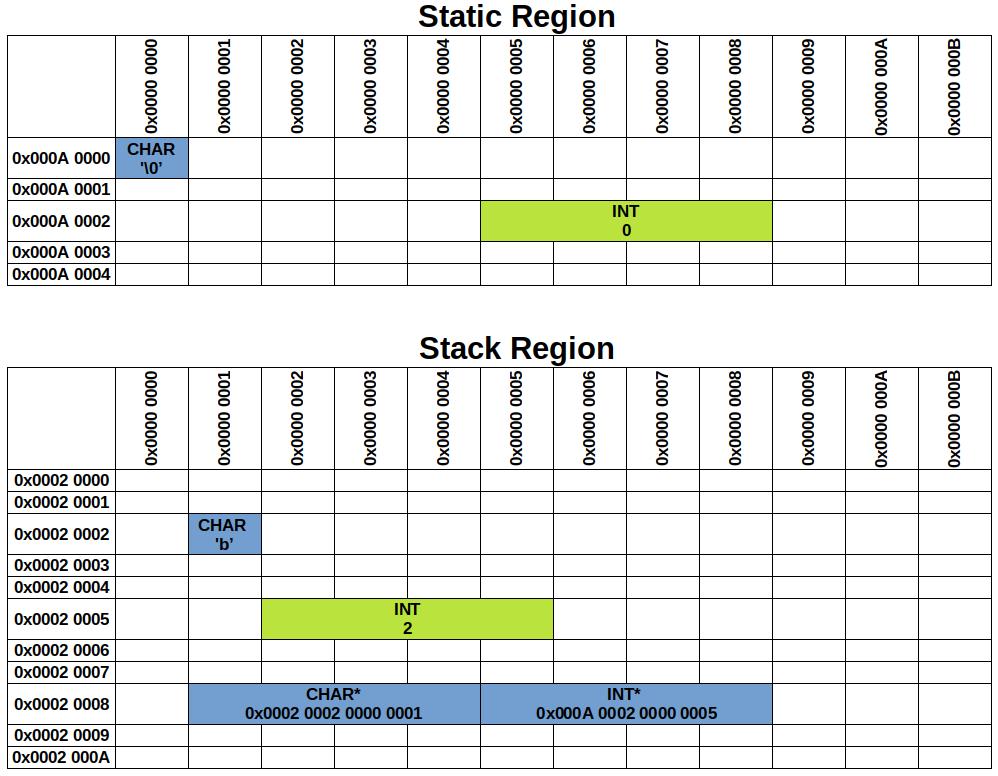 Static Region
0x0000 0000 0x0000 0001 0x0000 0002 0x0000 0003 0x0000 0004 0x0000 0005 0x0000 0006 0x0000 0007 0x0000 0008 0x0000 0009 0x0000 000A 0x0000 000B
0x000A 0000 CHAR
'\0’
0x000A 0001
0x000A 0002 INT
0
0x000A 0003
0x000A 0004
Stack Region
0x0000 0000 0x0000 0001 0x0000 0002 0x0000 0003 0x0000 0004 0x0000 0005 0x0000 0006 0x0000 0007 0x0000 0008 0x0000 0009 0x0000 000A 0x0000 000B
0x0002 0000
0x0002 0001
0x0002 0002 CHAR
'b’
0x0002 0003
0x0002 0004
0x0002 0005 INT
2
0x0002 0006
0x0002 0007
0x0002 0008 CHAR* INT*
0x0002 0002 0000 0001 0x000A 0002 0000 0005
0x0002 0009
0x0002 000A